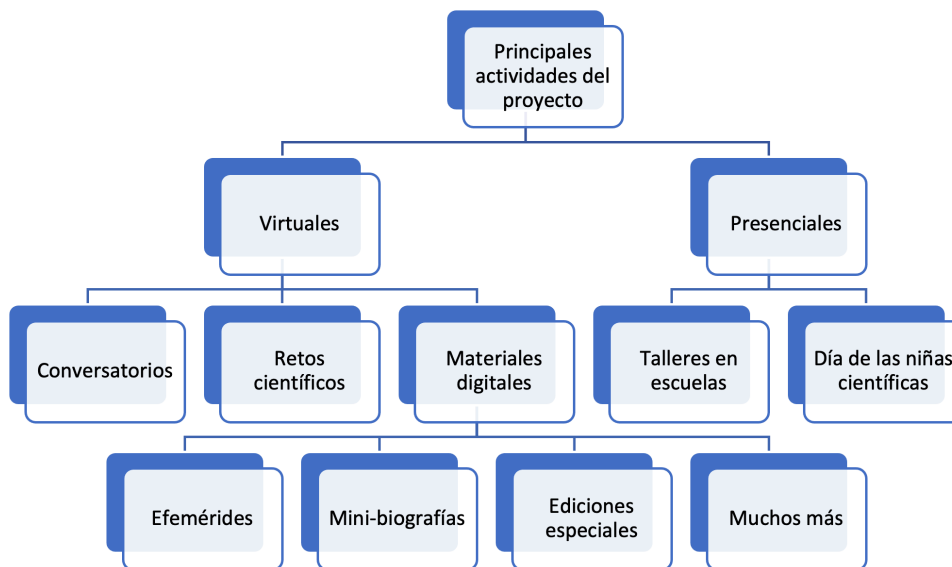 Principales
actividades del
proyecto
Virtuales
Presenciales
Conversatorios
Retos
científicos
Materiales
digitales
Talleres en
escuelas
Día de las niñas
científicas
Efemérides
Mini-biografías
Ediciones
especiales
Muchos más